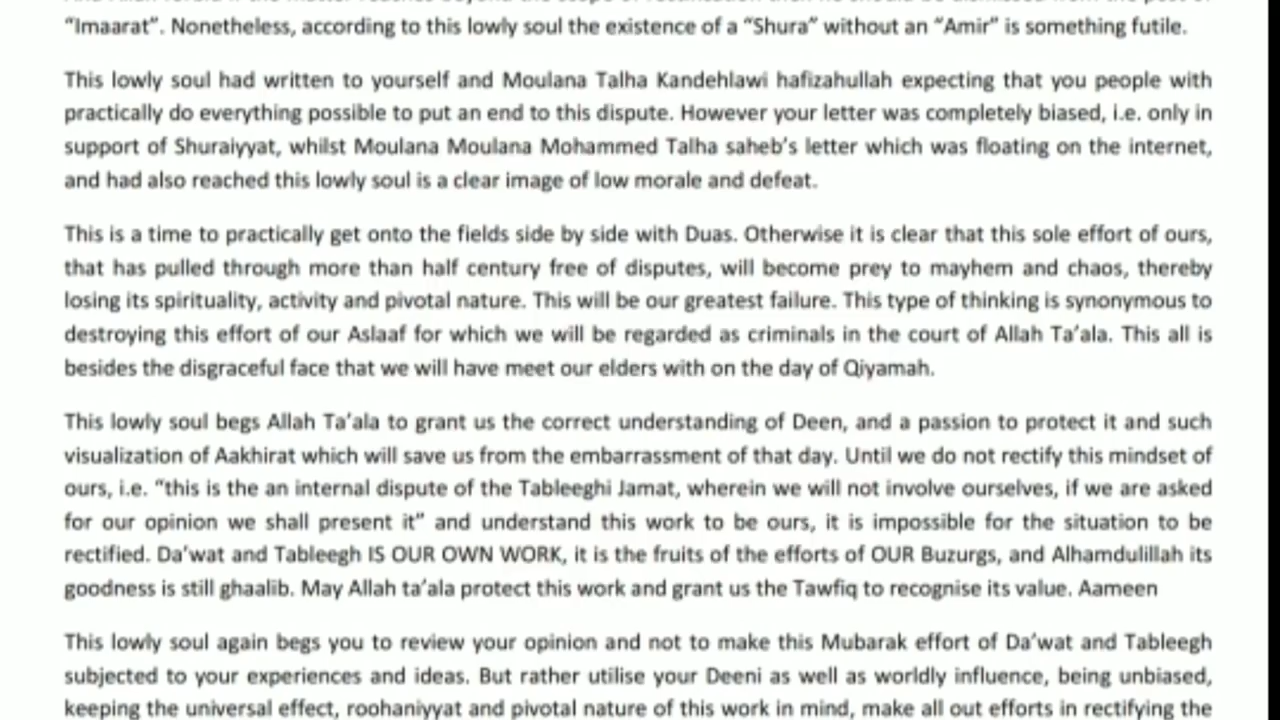 "Imaarat". Nonetheless, according to this lowly soul the existence of a "Shura" without an "Amir" is something futile.
This lowly soul had written to yourself and Moulana Talha Kandehlawi hafizahullah expecting that you people with
practically do everything possible to put an end to this dispute. However your letter was completely biased, i.e. only in
support of Shuraiyyat, whilst Moulana Moulana Mohammed Talha saheb's letter which was floating on the internet,
and had also reached this lowly soul is a clear image of low morale and defeat.
This is a time to practically get onto the fields side by side with Duas. Otherwise it is clear that this sole effort of ours,
that has pulled through more than half century free of disputes, will become prey to mayhem and chaos, thereby
losing its spirituality, activity and pivotal nature. This will be our greatest failure. This type of thinking is synonymous to
destroying this effort of our Aslaaf for which we will be regarded as criminals in the court of Allah Ta'ala. This all is
besides the disgraceful face that we will have meet our elders with on the day of Qiyamah.
This lowly soul begs Allah Ta'ala to grant us the correct understanding of Deen, and a passion to protect it and such
visualization of Aakhirat which will save us from the embarrassment of that day. Until we do not rectify this mindset of
ours, i.e. "this is the an internal dispute of the Tableeghi Jamat, wherein we will not involve ourselves, if we are asked
for our opinion we shall present it" and understand this work to be ours, it is impossible for the situation to be
rectified. Da'wat and Tableegh IS OUR OWN WORK, it is the fruits of the efforts of OUR Buzurgs, and Alhamdulillah its
goodness is still ghaalib. May Allah ta'ala protect this work and grant us the Tawfiq to recognise its value. Aameen
This lowly soul again begs you to review your opinion and not to make this Mubarak effort of Da'wat and Tableegh
subjected to your experiences and ideas. But rather utilise your Deeni as well as worldly influence, being unbiased,
keeping the universal effect, roohaniyyat and pivotal nature of this work in mind, make all out efforts in rectifying the